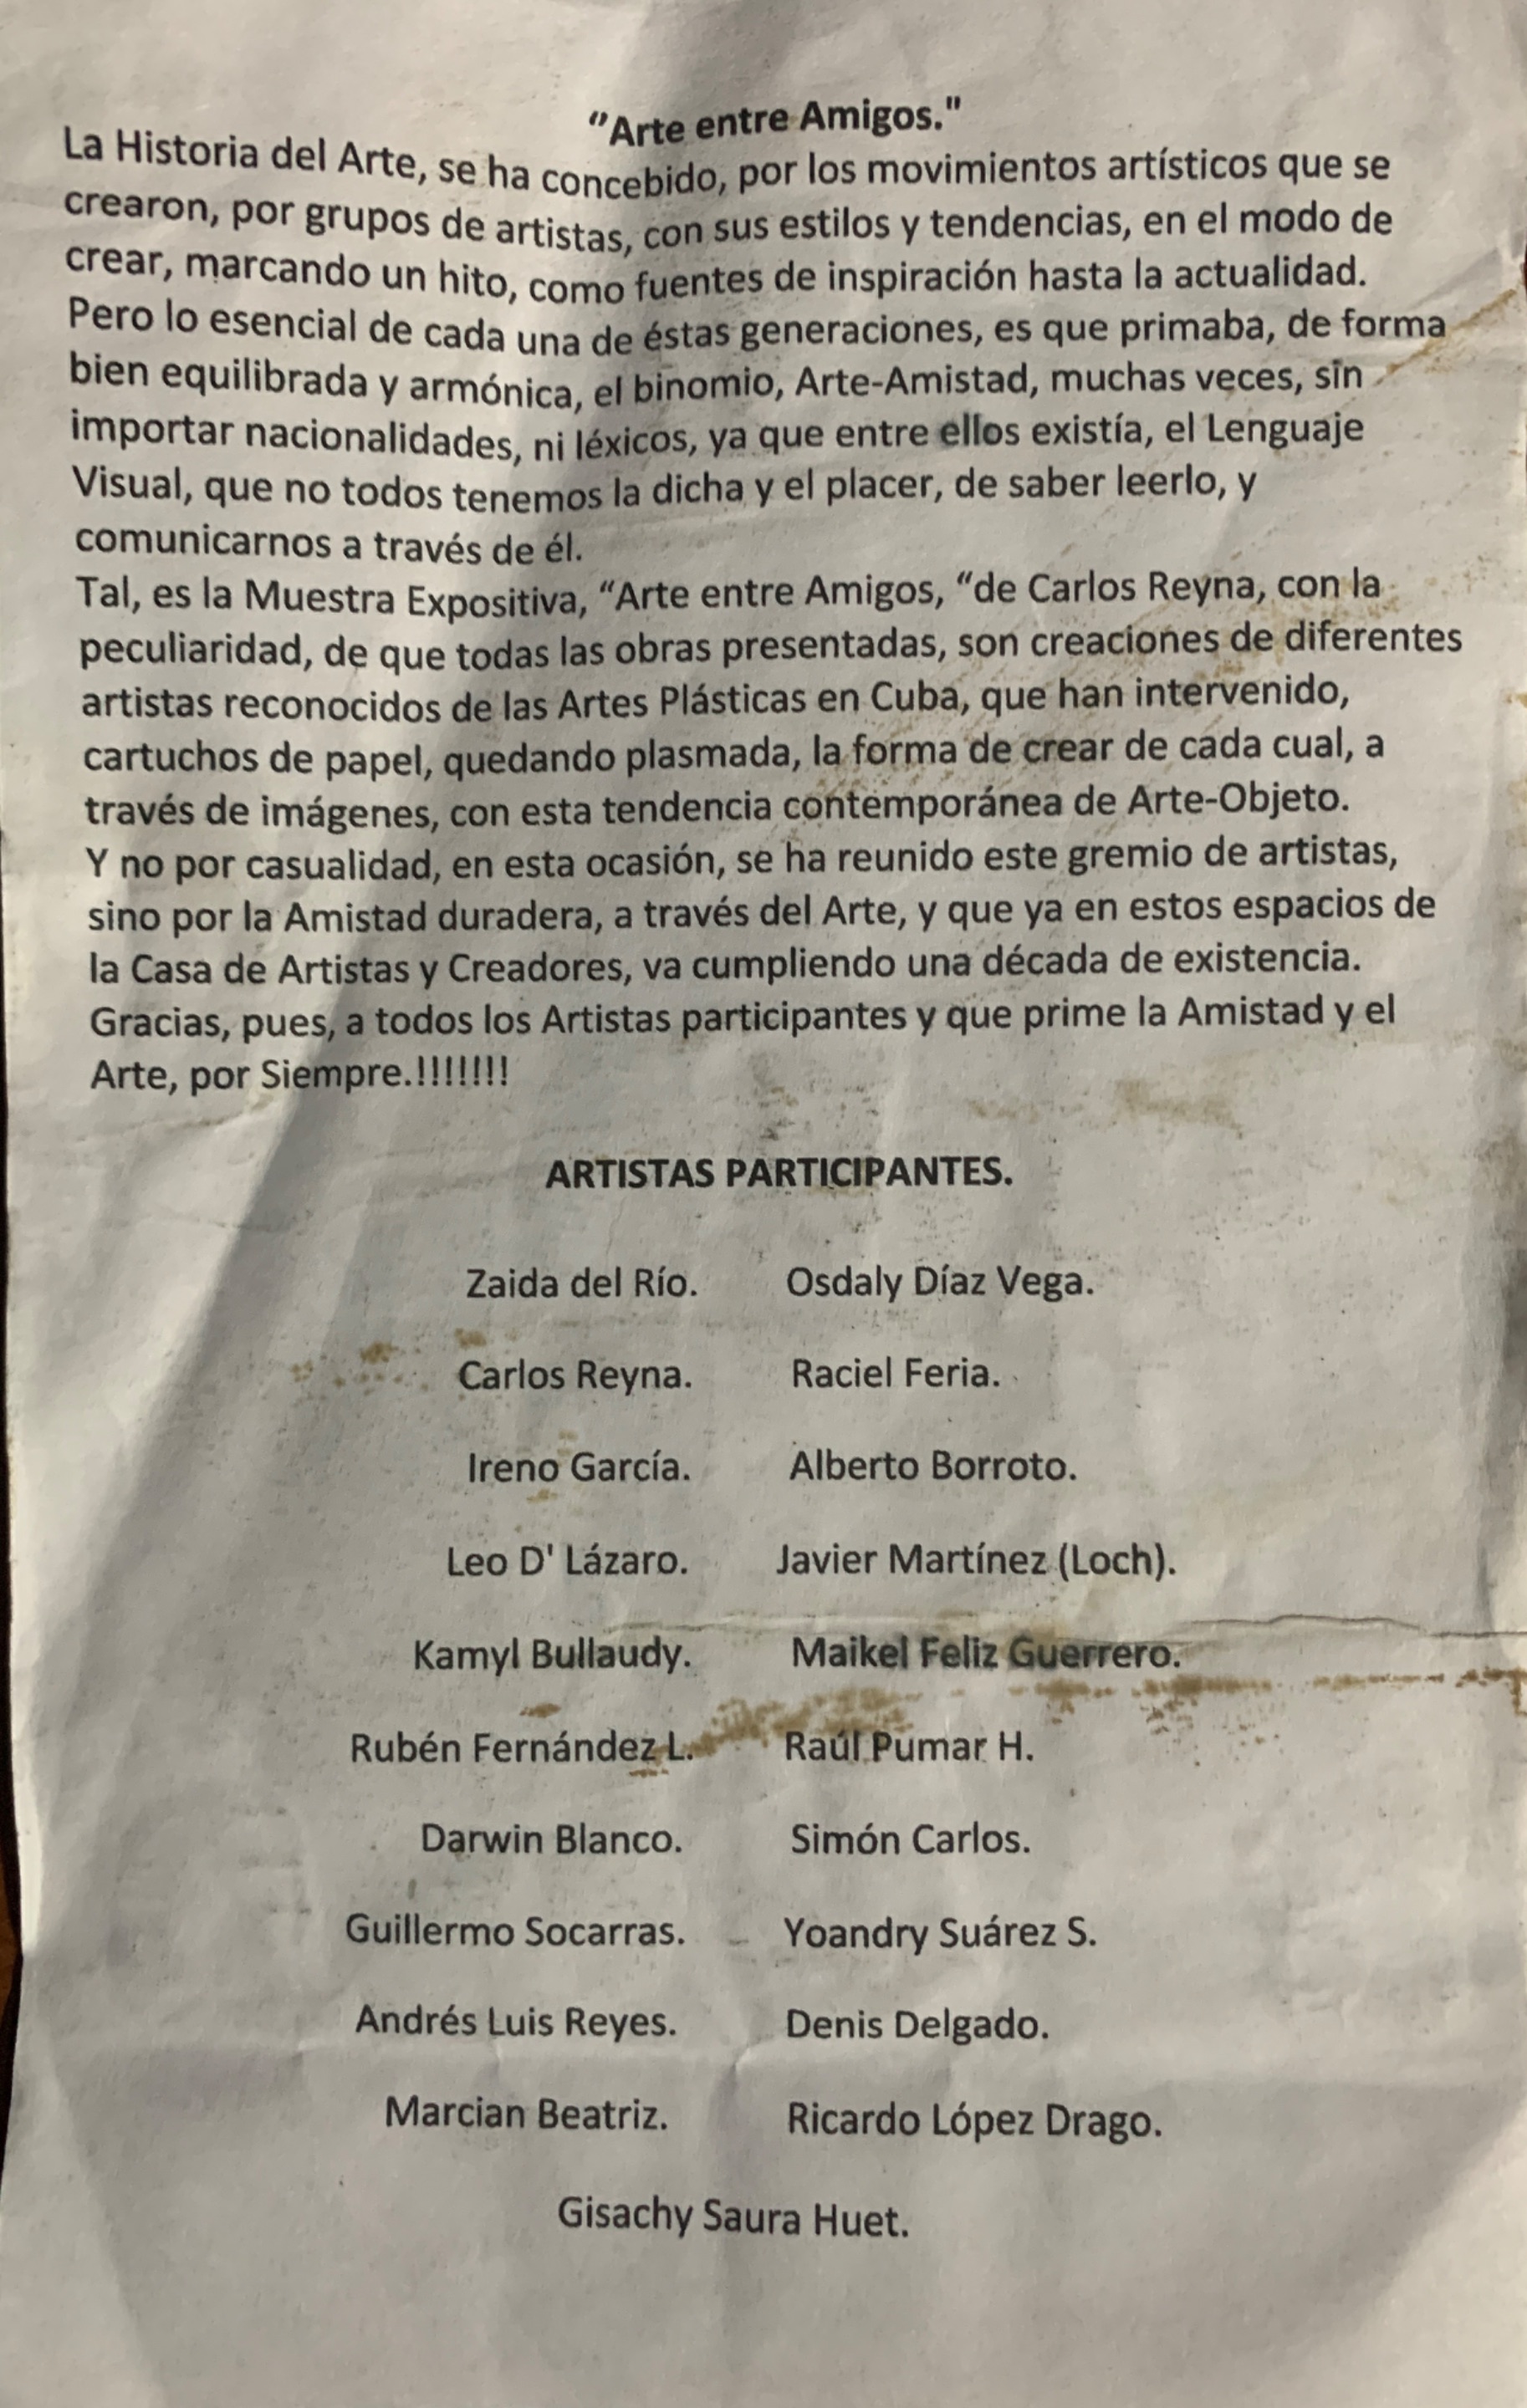 "Arte entre Amigos."
La Historia del Arte, se ha concebido, por los movimientos artísticos que se
crearon, por grupos de artistas, con sus estilos y tendencias, en el modo de
crear, marcando un hito, como fuentes de inspiración hasta la actualidad.
Pero lo esencial de cada una de éstas generaciones, es que primaba, de forma
bien equilibrada y armónica, el binomio, Arte-Amistad, muchas veces, sin
importar nacionalidades, ni léxicos, ya que entre ellos existía, el Lenguaje
Visual, que no todos tenemos la dicha y el placer, de saber leerlo, y
comunicarnos a través de él.
Tal, es la Muestra Expositiva, “Arte entre Amigos, “de Carlos Reyna, con la
peculiaridad, de que todas las obras presentadas, son creaciones de diferentes
artistas reconocidos de las Artes Plásticas en Cuba, que han intervenido,
cartuchos de papel, quedando plasmada, la forma de crear de cada cual, a
través de imágenes, con esta tendencia contemporánea de Arte-Objeto.
Y no por casualidad, en esta ocasión, se ha reunido este gremio de artistas,
sino por la Amistad duradera, a través del Arte, y que ya en estos espacios de
la Casa de Artistas y Creadores, va cumpliendo una década de existencia.
Gracias, pues, a todos los Artistas participantes y que prime la Amistad y el
Arte, por Siempre.!!!!!!!
ARTISTAS PARTICIPANTES.
Zaida del Río. Osdaly Díaz Vega.
Carlos Reyna. Raciel Feria.
Ireno García. Alberto Borroto.
Leo D' Lázaro. Javier Martínez (Loch).
Kamyl Bullaudy. Maikel Feliz Guerrero.
Rubén Fernández L. Raúl Pumar H.
Darwin Blanco. Simón Carlos.
Guillermo Socarras. Yoandry Suárez S.
Andrés Luis Reyes. Denis Delgado.
Marcian Beatriz. Ricardo López Drago.
Gisachy Saura Huet.